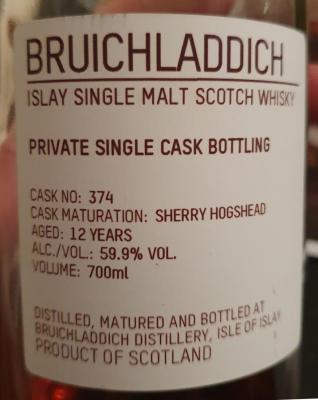 BRUICHLADDICH
ISLAY SINGLE MALT SCOTCH WHISKY
PRIVATE SINGLE CASK BOTTLING
CASK NO: 374
CASK MATURATION: SHERRY HOGSHEAD
AGED: 12 YEARS
ALC./VOL.: 59.9% VOL.
VOLUME: 700ml
DISTILLED, MATURED AND BOTTLED AT
BRUICHLADDICH DISTILLERY, ISLE OF ISLAY
PRODUCT OF SCOTLAND